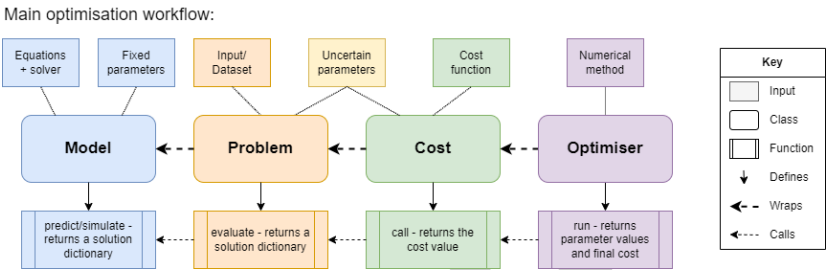 Main optimisation workflow:
Equations
+ solver
Fixed
parameters
Input/
Dataset
Uncertain
parameters
Cost
function
Numerical
method
Model
Problem
Cost
Optimiser
predict/simulate -
returns a solution
dictionary
evaluate - returns a
solution dictionary
call - returns the
cost value
run - returns
parameter values
and final cost
Key
Input
Class
Function
Defines
Wraps
Calls